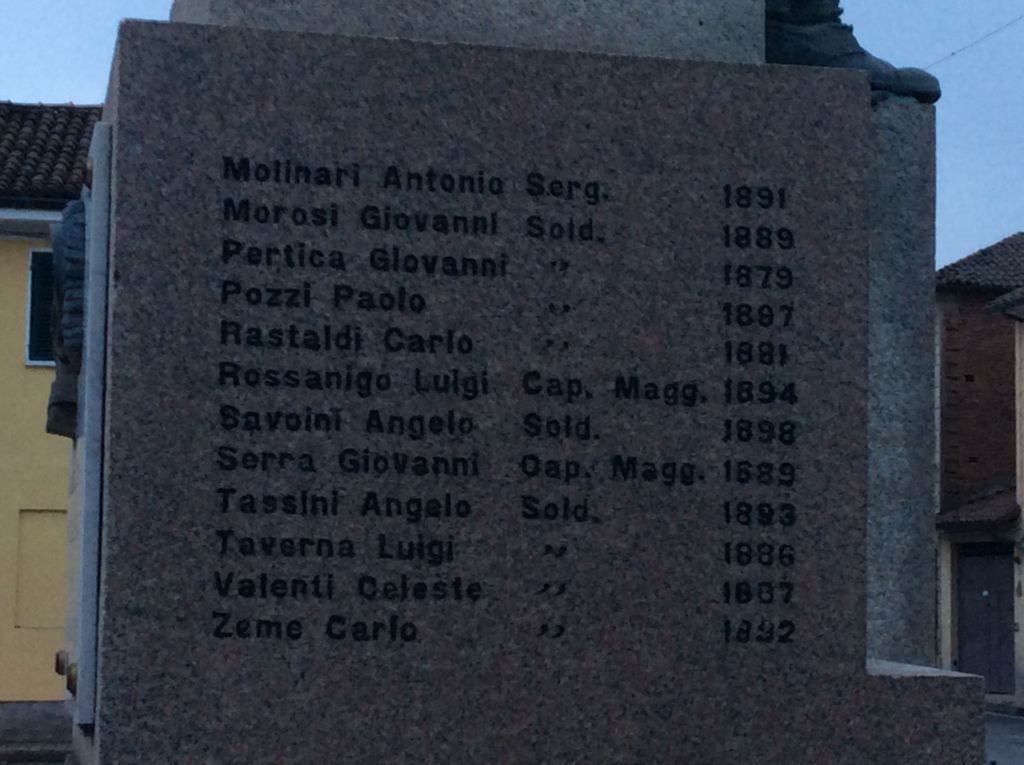 Molinari Antonio Serg. 1891
Morosi Giovanni Sold. 1889
Pertica Giovanni " 1879
Pozzi Paolo " 1897
Rastaldi Carlo " 1891
Rossanigo Luigi Cap. Magg. 1894
Savoini Angelo Sold. 1898
Serra Giovanni Cap. Magg. 1889
Tassini Angelo Sold. 1893
Taverna Luigi " 1886
Valenti Celeste " 1887
Zeme Carlo " 1892